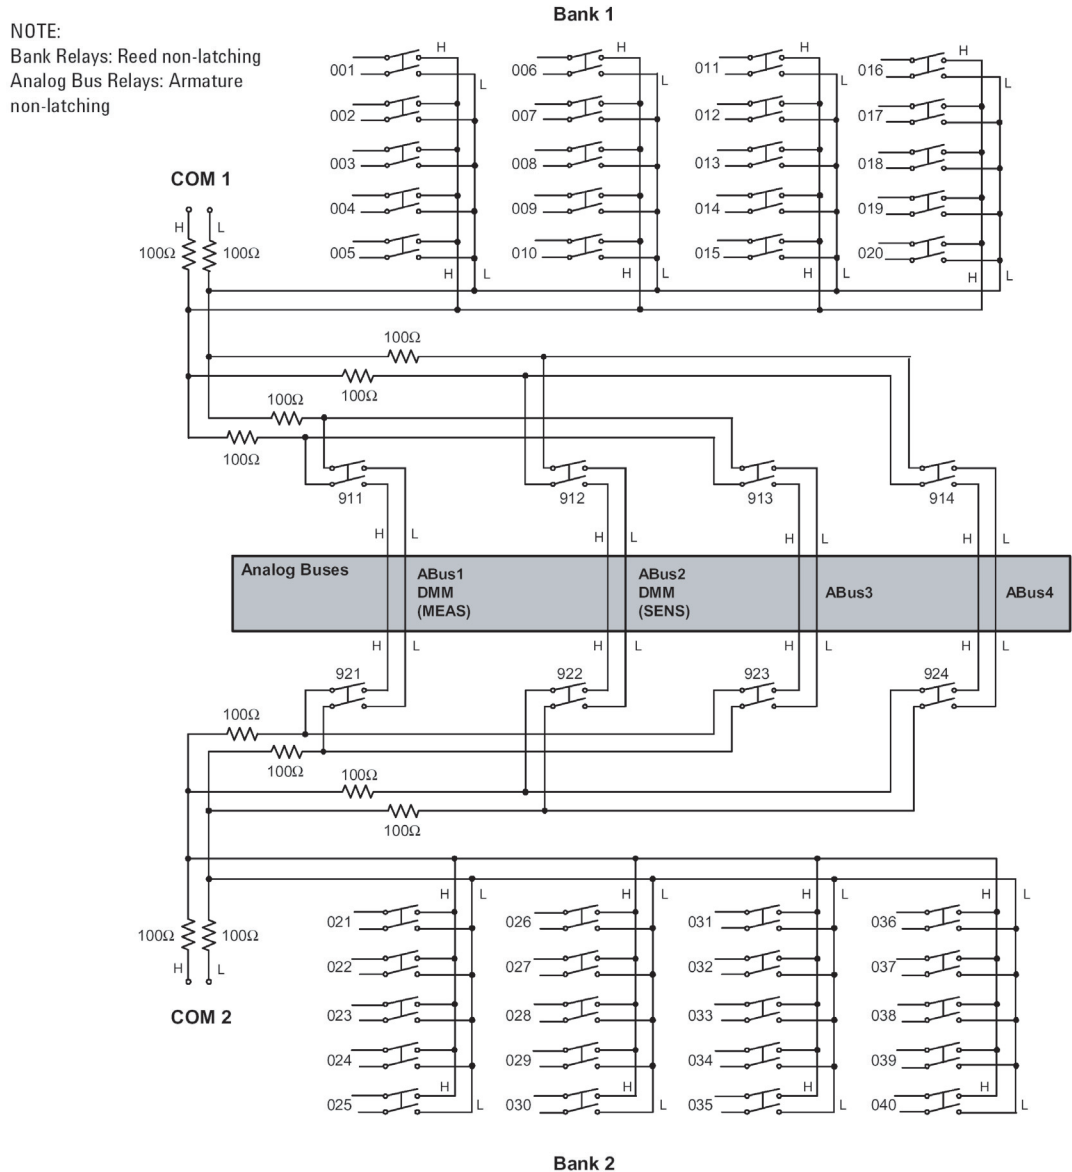 Bank 1
NOTE:
Bank Relays: Reed non-latching
Analog Bus Relays: Armature
non-latching
H H H H
001 006 011 016
L L L L
002 007 012 017
003 008 013 018
COM 1
004 009 014 019
H L
005 010 015 020
100Ω 100Ω
H L H L H L H L
100Ω
100Ω
100Ω
100Ω
911 912 913 914
H L H L H L H L
Analog Buses
ABus1
DMM
(MEAS)
ABus2
DMM
(SENS)
ABus3
ABus4
H L H L H L H L
921 922 923 924
100Ω
100Ω
100Ω
100Ω
H L H L H L H L
021 026 031 036
100Ω 100Ω
022 027 032 037
H L
COM 2
023 028 033 038
024 029 034 039
H H H H
025 030 035 040
L L L L
Bank 2